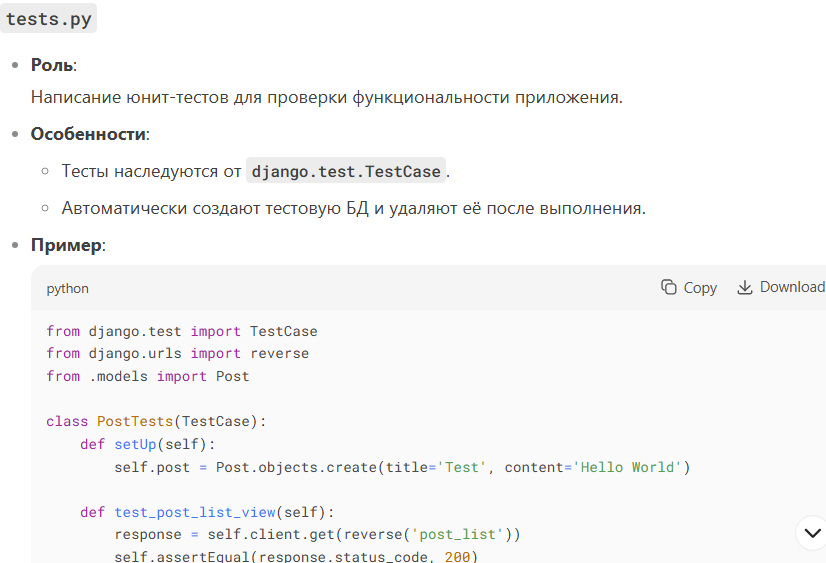 tests.py
Роль:
Написание юнит-тестов для проверки функциональности приложения.
Особенности:
Тесты наследуются от django.test.TestCase.
Автоматически создают тестовую БД и удаляют её после выполнения.
Пример:
python Copy Download
from django.test import TestCase
from django.urls import reverse
from .models import Post
class PostTests(TestCase):
    def setUp(self):
        self.post = Post.objects.create(title='Test', content='Hello World')
    def test_post_list_view(self):
        response = self.client.get(reverse('post_list'))
        self.assertEqual(response.status_code, 200)